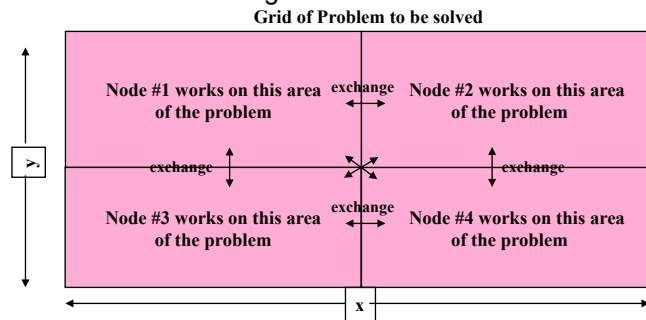 Grid of Problem to be solved
Node #1 works on this area
of the problem
exchange
Node #2 works on this area
of the problem
y
exchange
exchange
Node #3 works on this area
of the problem
exchange
Node #4 works on this area
of the problem
x